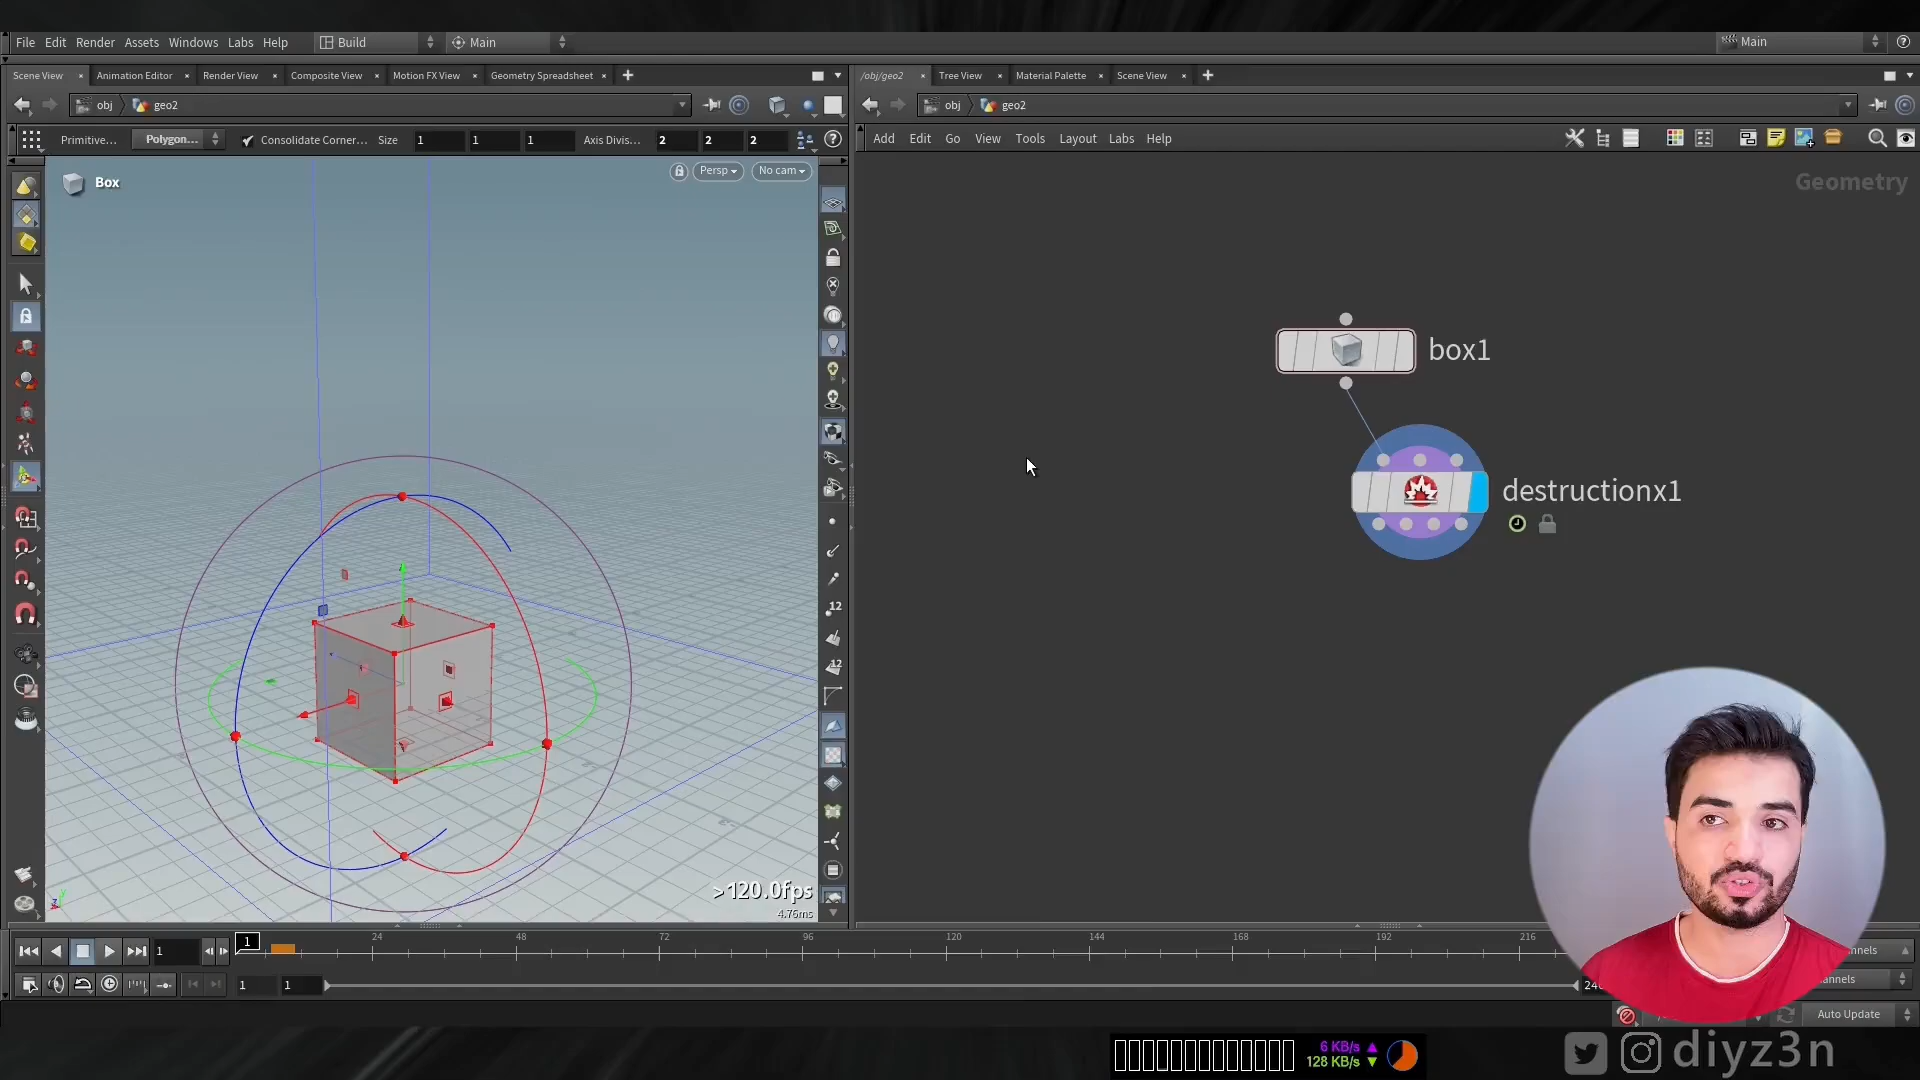 File Edit Render Assets Windows Labs Help Build Main Main
Scene View Animation Editor Render View Composite View Motion FX View Geometry Spreadsheet
/obj/geo2 Tree View Material Palette Scene View
obj geo2
obj geo2
Primitive... Polygon... Consolidate Corner... Size 1 1 1 Axis Divis... 2 2 2
Add Edit Go View Tools Layout Labs Help
Box
Persp No cam
Geometry
box1
destructionx1
12
12
>120.0fps
4.76ms
1
1 24 48 72 96 120 144 168 192 216
nnels
1 1
annels
Auto Update
6 KB/s
128 KB/s
diyz3n